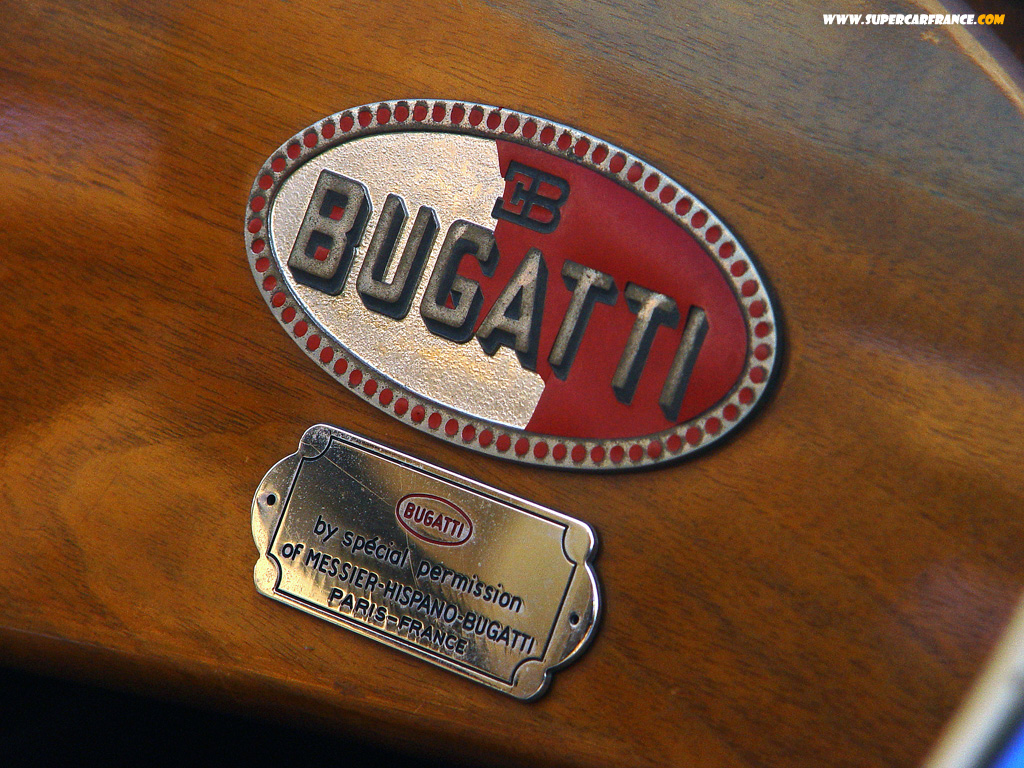 WWW.SUPERCARFRANCE.COM
EB
BUGATTI
BUGATTI
by spécial permission
of MESSIER-HISPANO-BUGATTI
PARIS-FRANCE